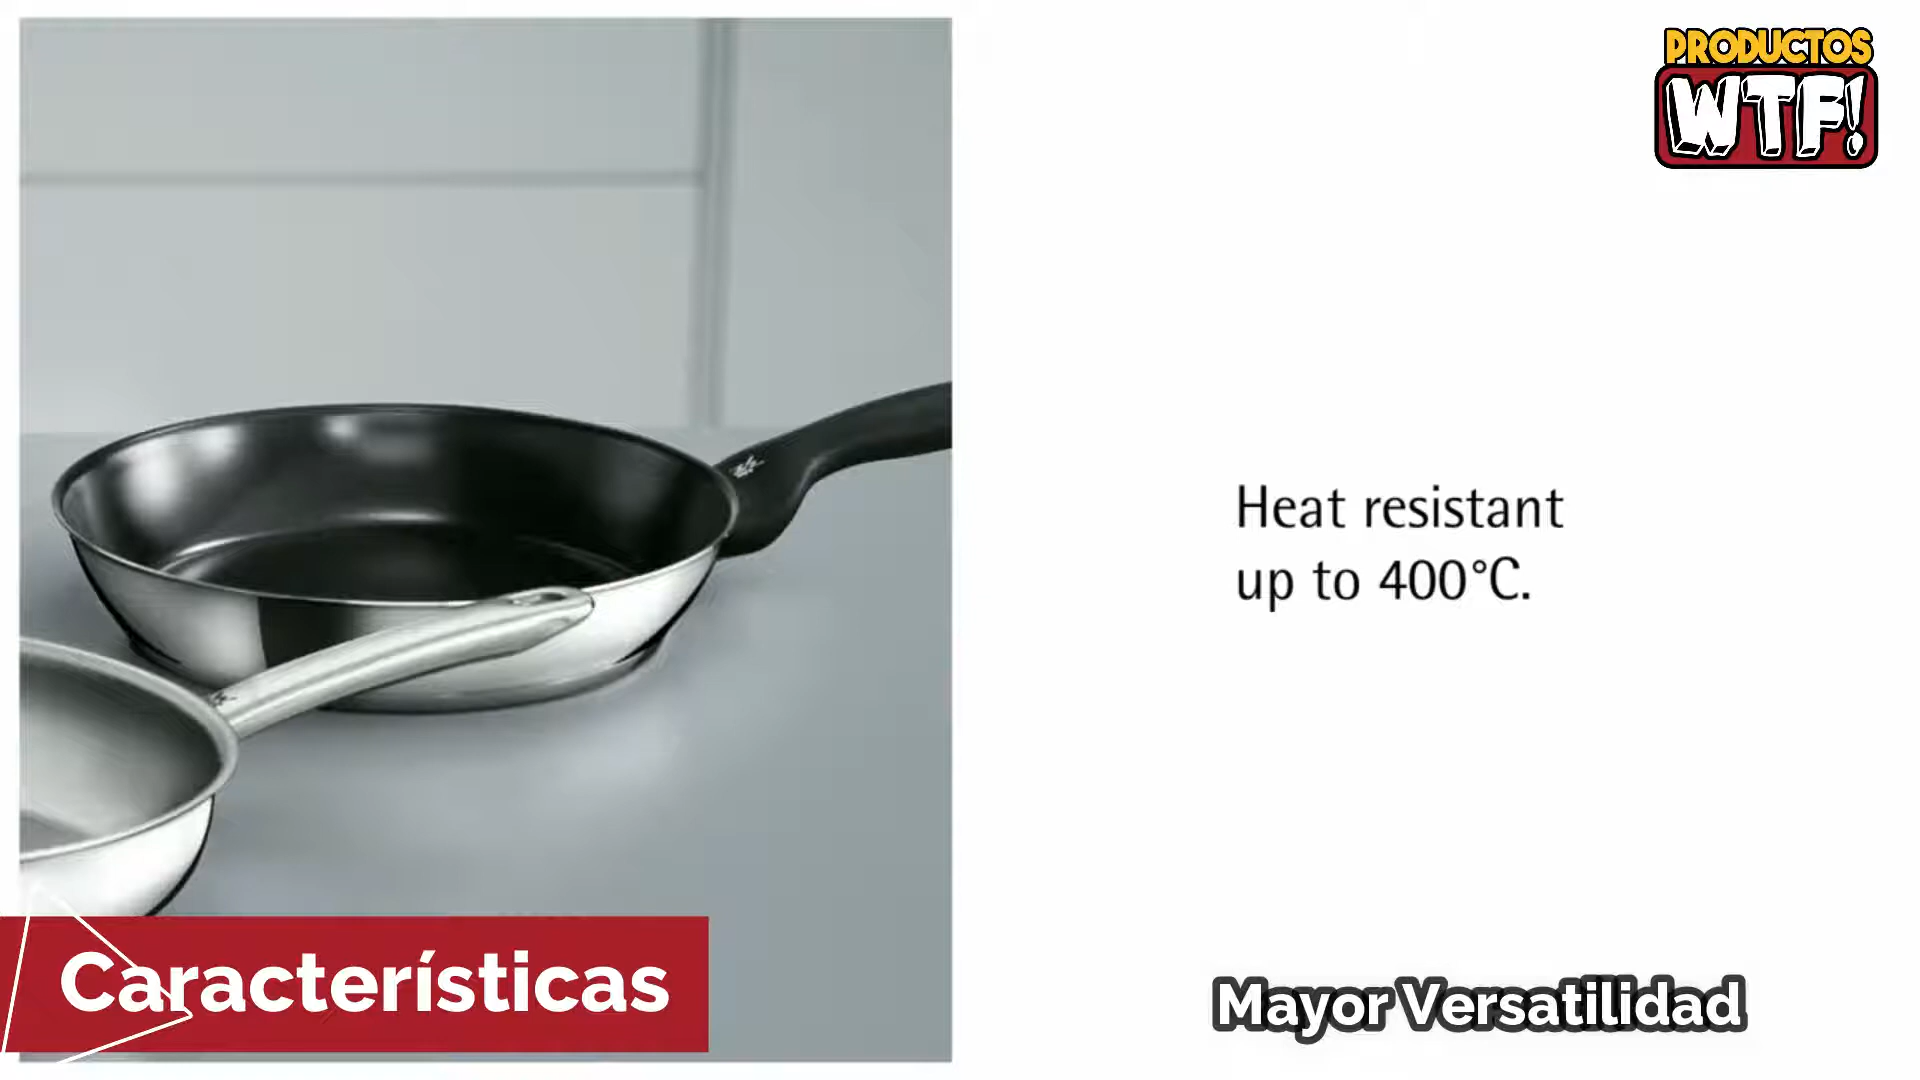 PRODUCTOS
WTF!
Heat resistant
up to 400°C.
Características
Mayor Versatilidad